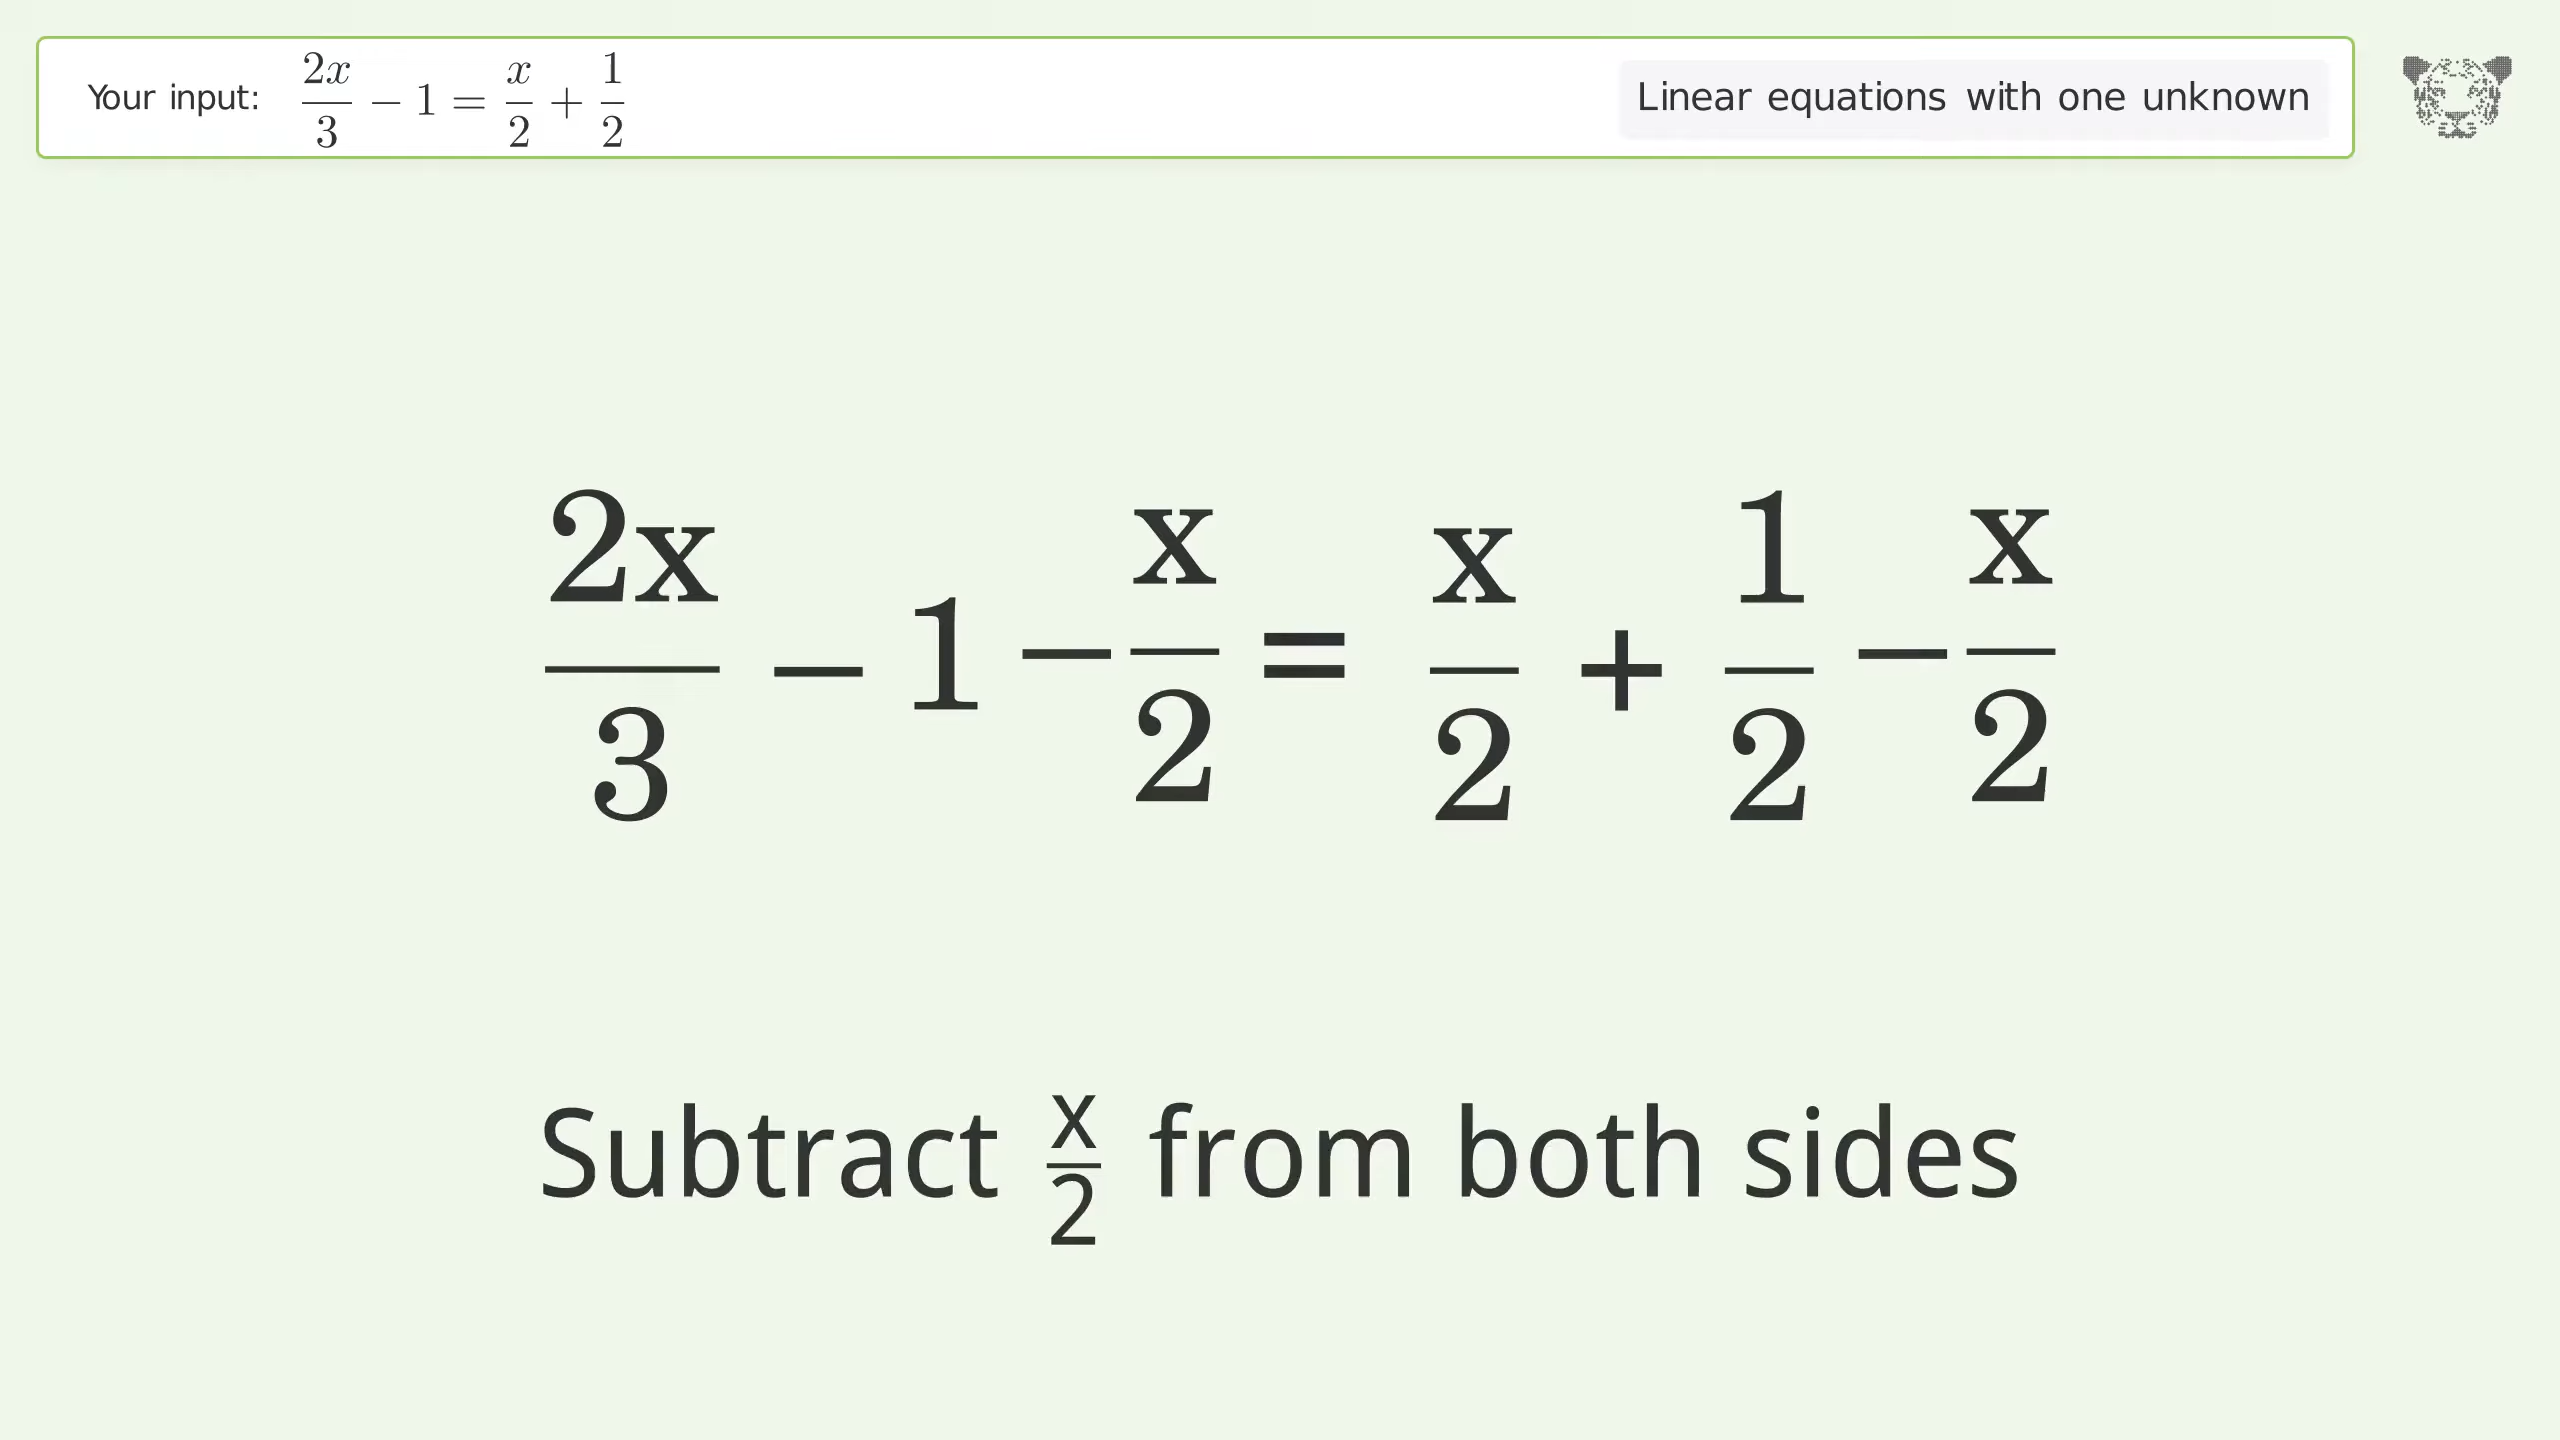 Your input: 2x/3 − 1 = x/2 + 1/2
Linear equations with one unknown
2x/3 − 1 − x/2 = x/2 + 1/2 − x/2
Subtract x/2 from both sides